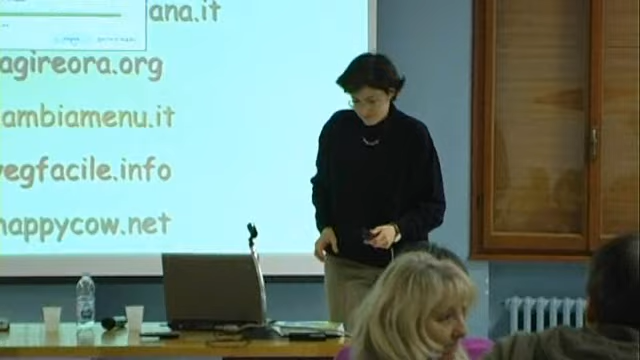 ana.it
agireora.org
ambiamenu.it
vegfacile.info
happycow.net